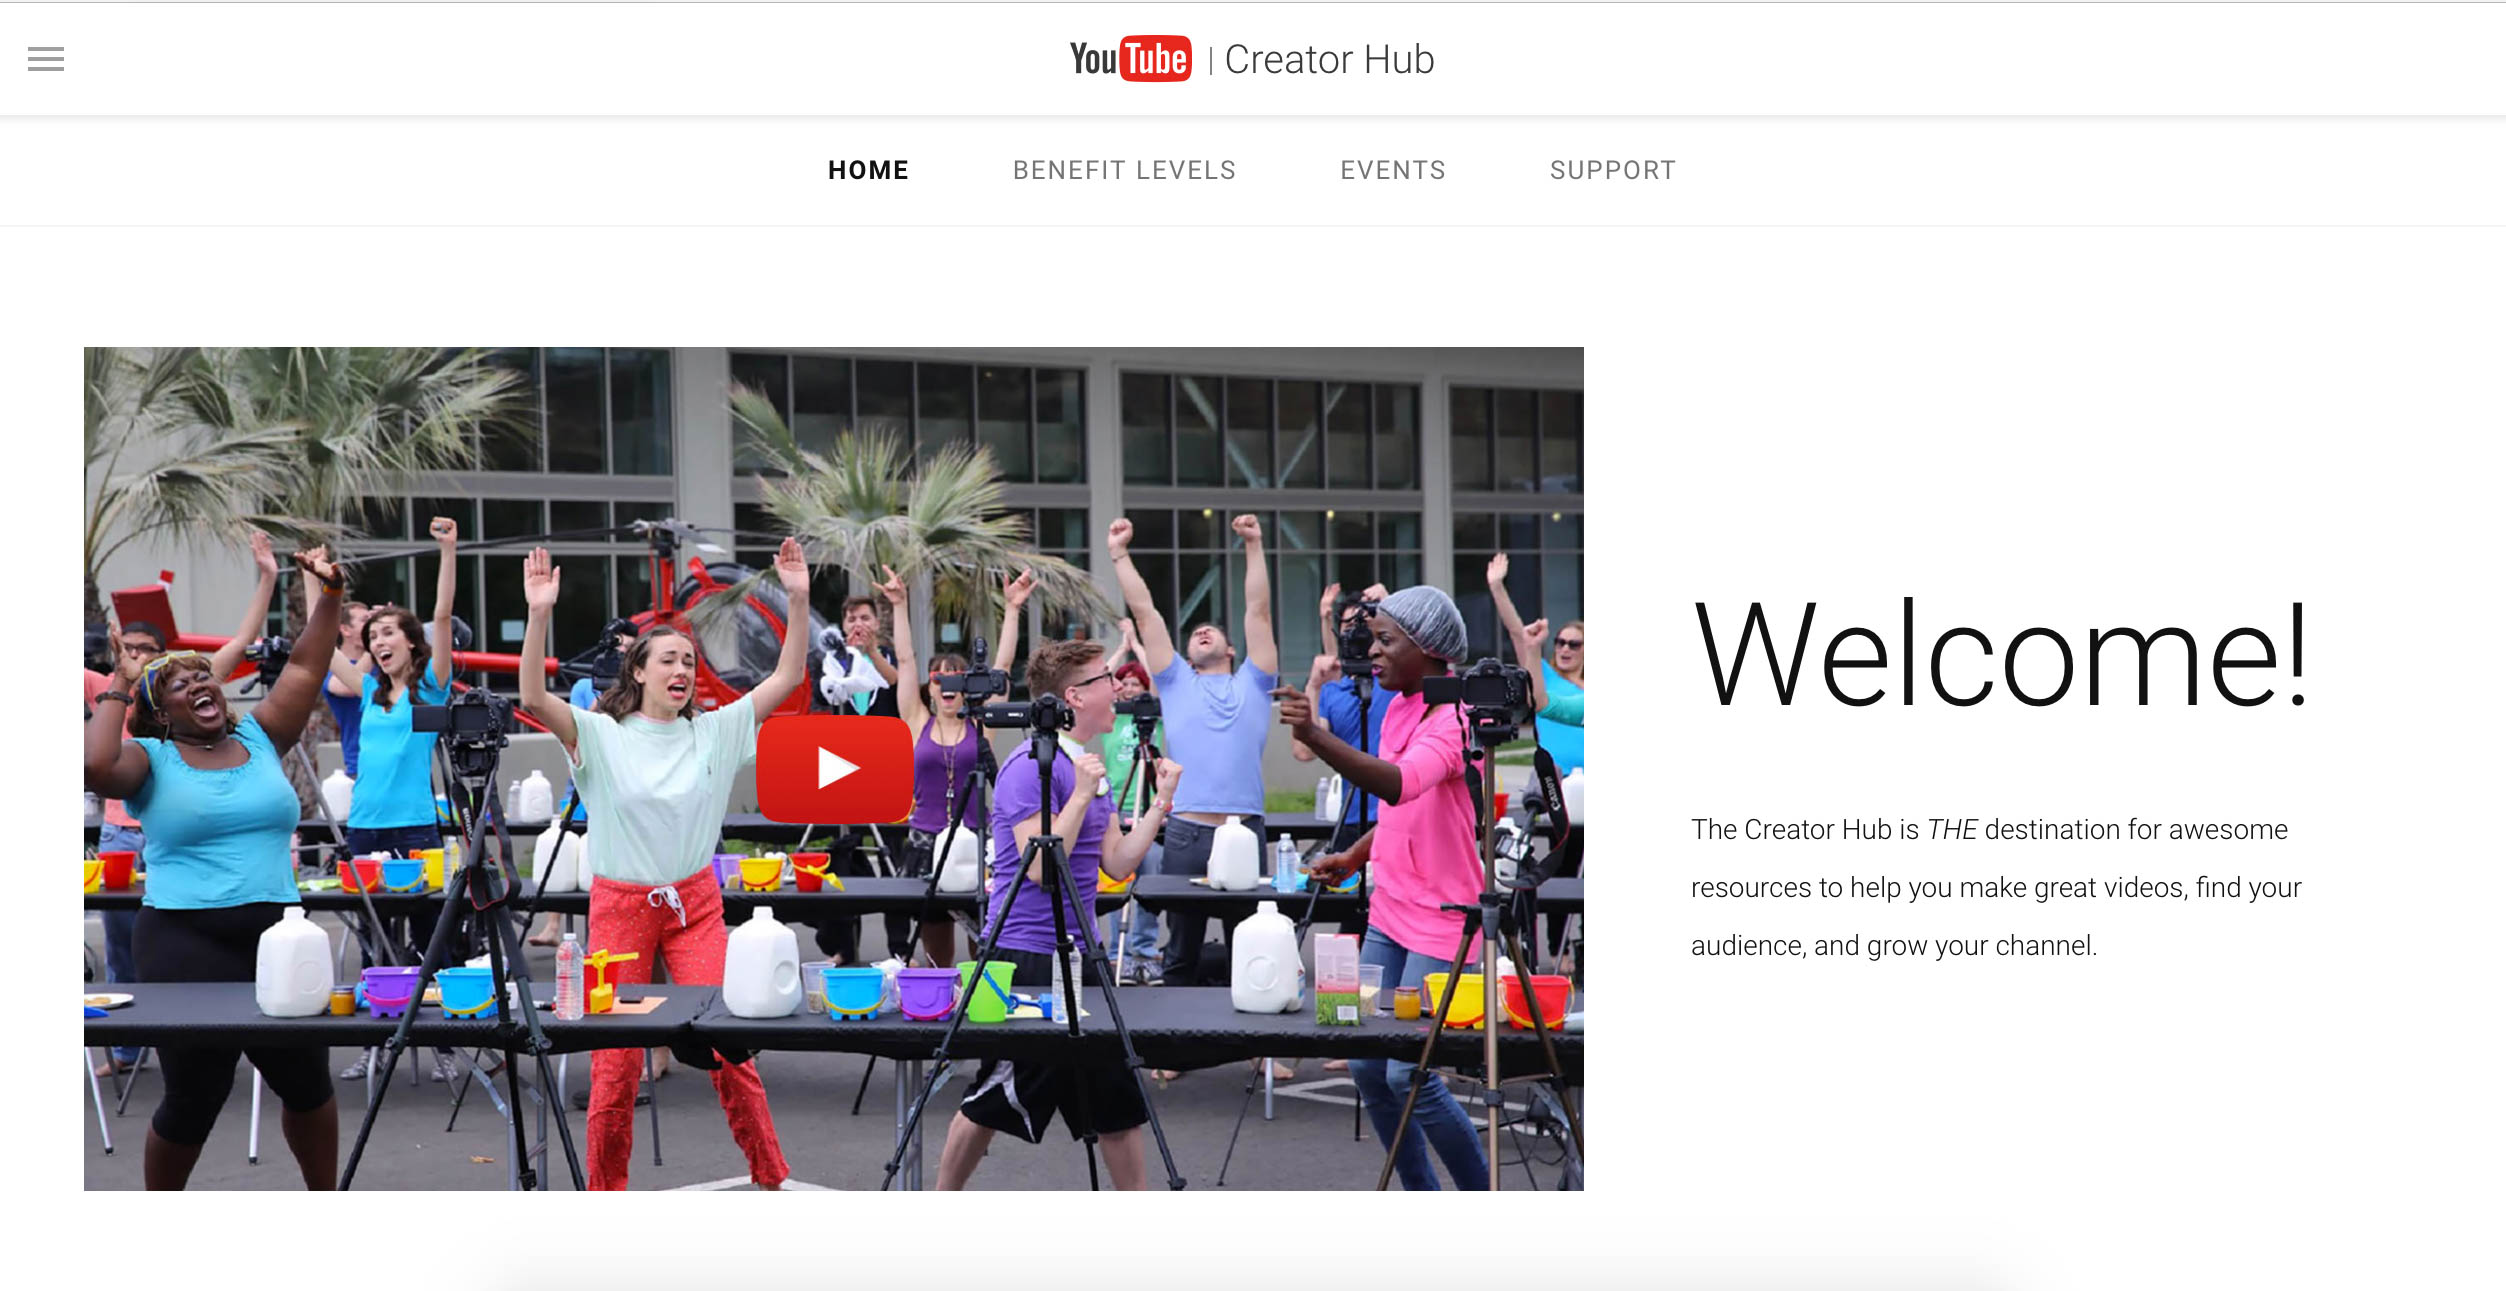 YouTube | Creator Hub
HOME BENEFIT LEVELS EVENTS SUPPORT
Welcome!
The Creator Hub is THE destination for awesome
resources to help you make great videos, find your
audience, and grow your channel.
Canon